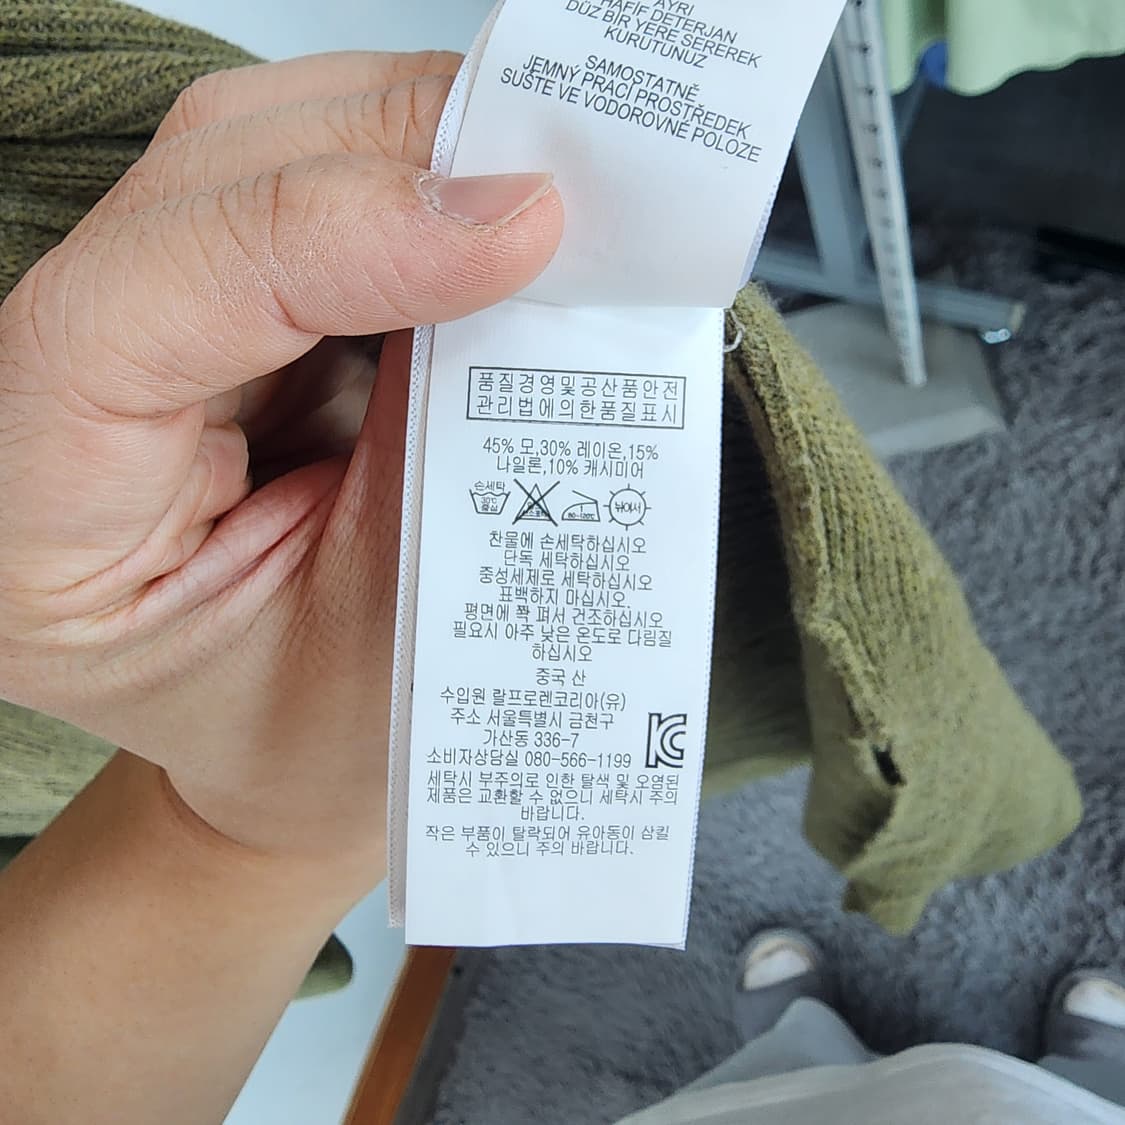 AYRI
HAFİF DETERJAN
DÜZ BİR YERE SEREREK
KURUTUNUZ
SAMOSTATNĚ
JEMNÝ PRACÍ PROSTŘEDEK
SUŠTE VE VODOROVNÉ POLOZE
품질경영및공산품안전
관리법에의한품질표시
45% 모,30% 레이온,15%
나일론,10% 캐시미어
손세탁
30℃
중성
80~120℃
뉘어서
찬물에 손세탁하십시오
단독 세탁하십시오
중성세제로 세탁하십시오
표백하지 마십시오.
평면에 쫙 펴서 건조하십시오
필요시 아주 낮은 온도로 다림질
하십시오
중국 산
수입원 랄프로렌코리아(유)
주소 서울특별시 금천구
가산동 336-7
소비자상담실 080-566-1199
세탁시 부주의로 인한 탈색 및 오염된
제품은 교환할 수 없으니 세탁시 주의
바랍니다.
작은 부품이 탈락되어 유아동이 삼킬
수 있으니 주의 바랍니다.